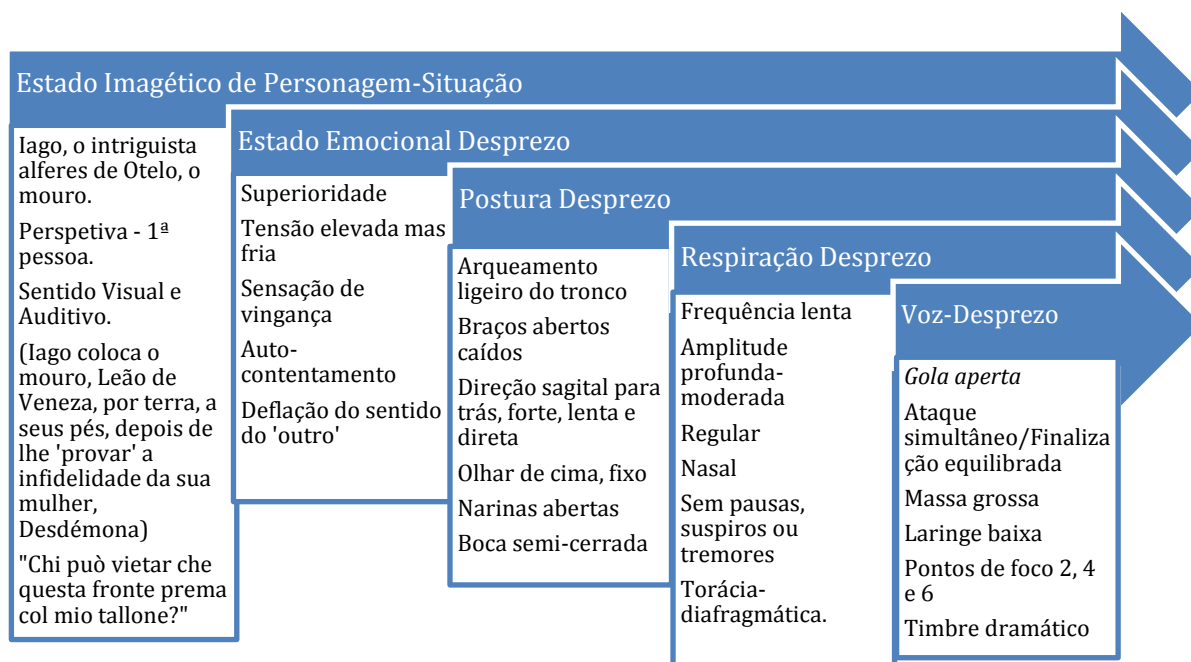 Estado Imagético de Personagem-Situação
Iago, o intriguista
alferes de Otelo, o
mouro.
Perspetiva - 1ª
pessoa.
Sentido Visual e
Auditivo.
(Iago coloca o
mouro, Leão de
Veneza, por terra, a
seus pés, depois de
lhe 'provar' a
infidelidade da sua
mulher,
Desdémona)
"Chi può vietar che
questa fronte prema
col mio tallone?"
Estado Emocional Desprezo
Superioridade
Tensão elevada mas
fria
Sensação de
vingança
Auto-
contentamento
Deflação do sentido
do 'outro'
Postura Desprezo
Arqueamento
ligeiro do tronco
Braços abertos
caídos
Direção sagital para
trás, forte, lenta e
direta
Olhar de cima, fixo
Narinas abertas
Boca semi-cerrada
Respiração Desprezo
Frequência lenta
Amplitude
profunda-
moderada
Regular
Nasal
Sem pausas,
suspiros ou
tremores
Torácia-
diafragmática.
Voz-Desprezo
Gola aperta
Ataque
simultâneo/Finaliza
ção equilibrada
Massa grossa
Laringe baixa
Pontos de foco 2, 4
e 6
Timbre dramático